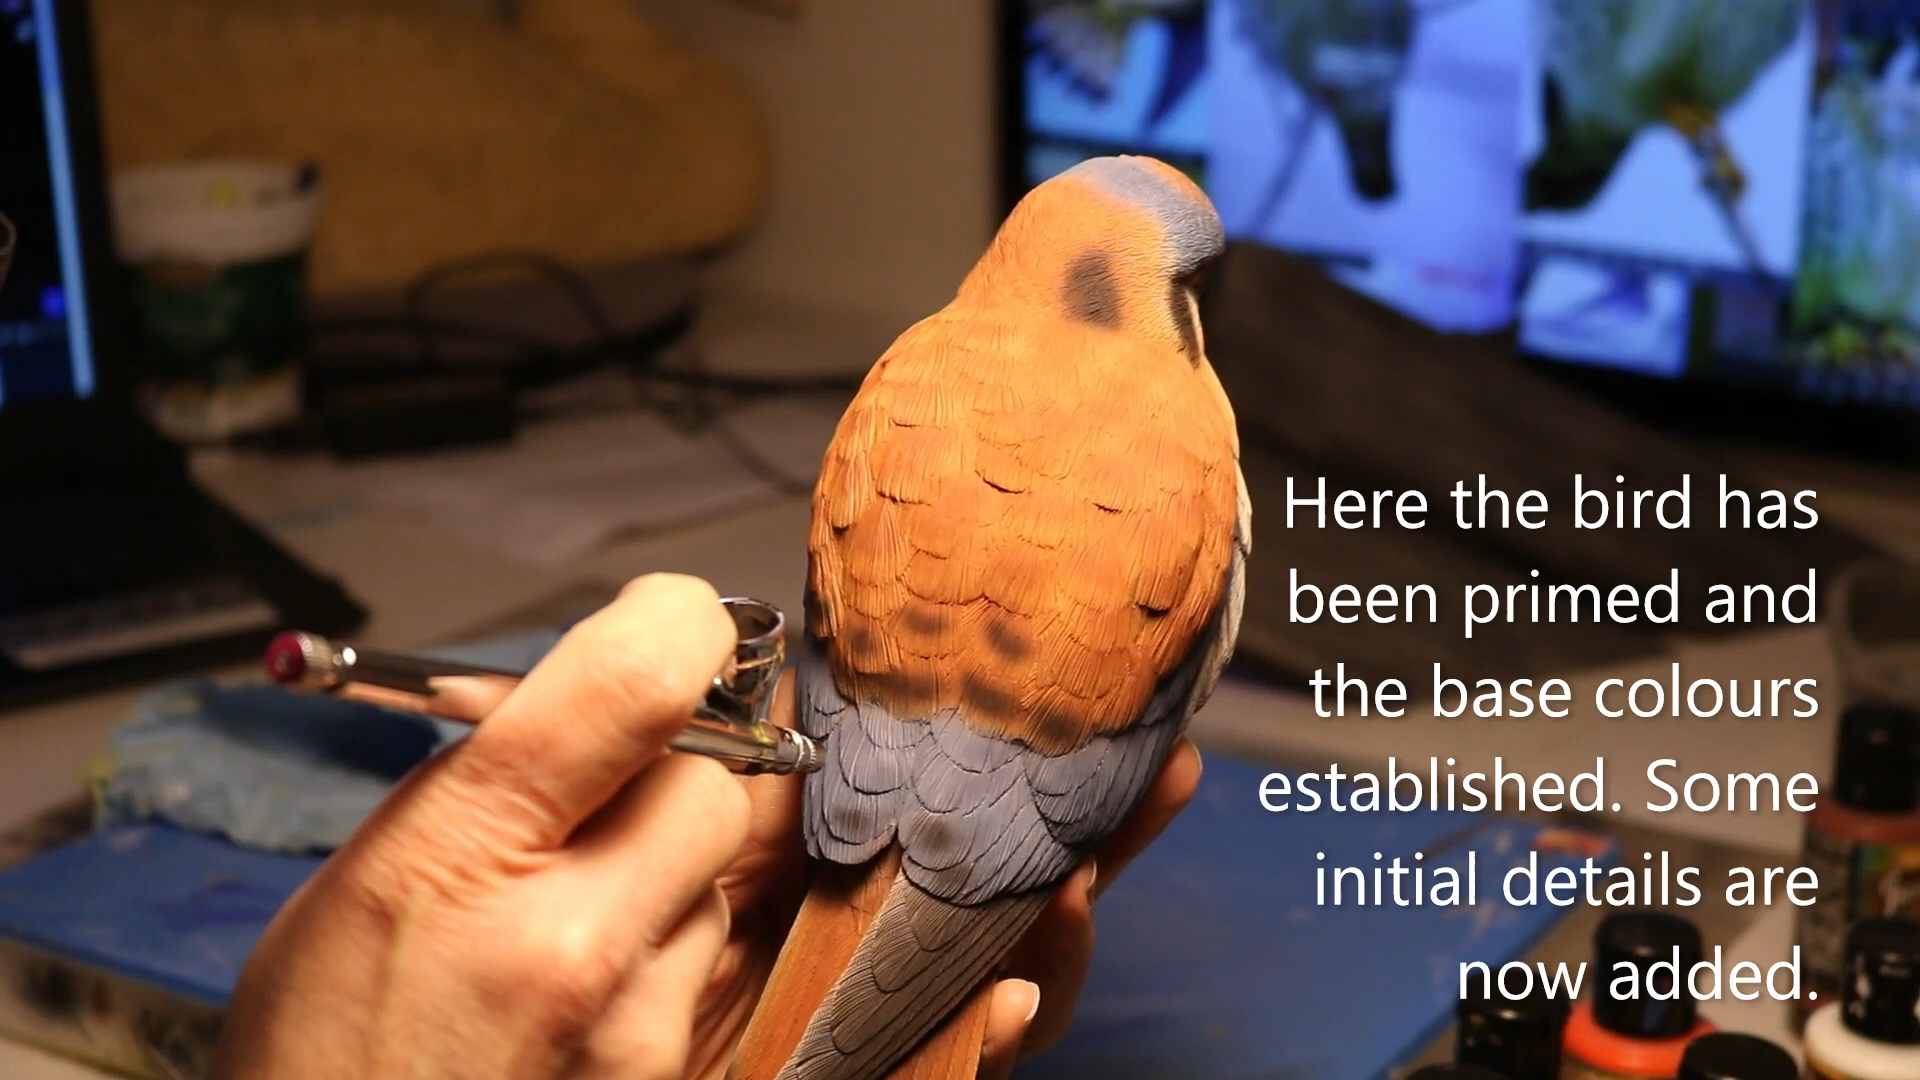 Here the bird has
been primed and
the base colours
established. Some
initial details are
now added.